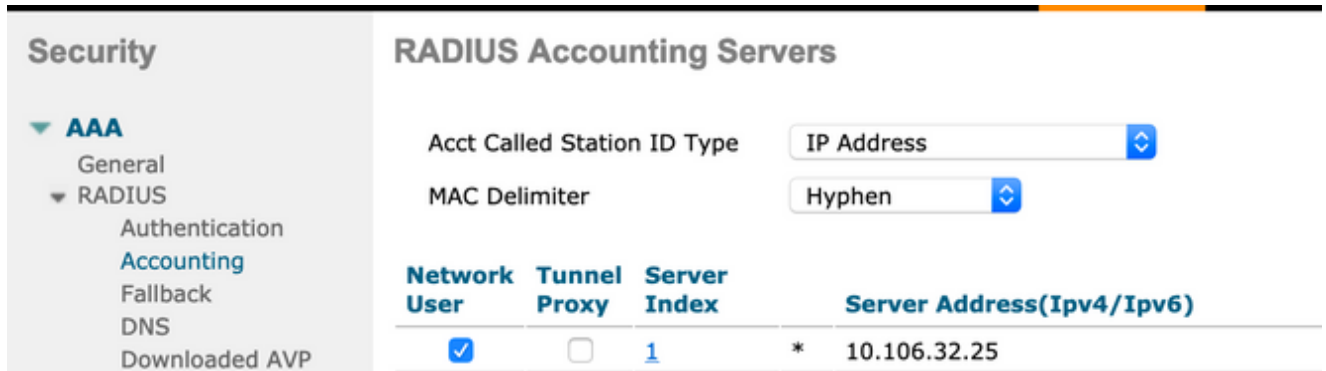 Security
AAA
General
RADIUS
Authentication
Accounting
Fallback
DNS
Downloaded AVP
RADIUS Accounting Servers
Acct Called Station ID Type IP Address
MAC Delimiter Hyphen
Network Tunnel Server
User Proxy Index Server Address(Ipv4/Ipv6)
1 * 10.106.32.25